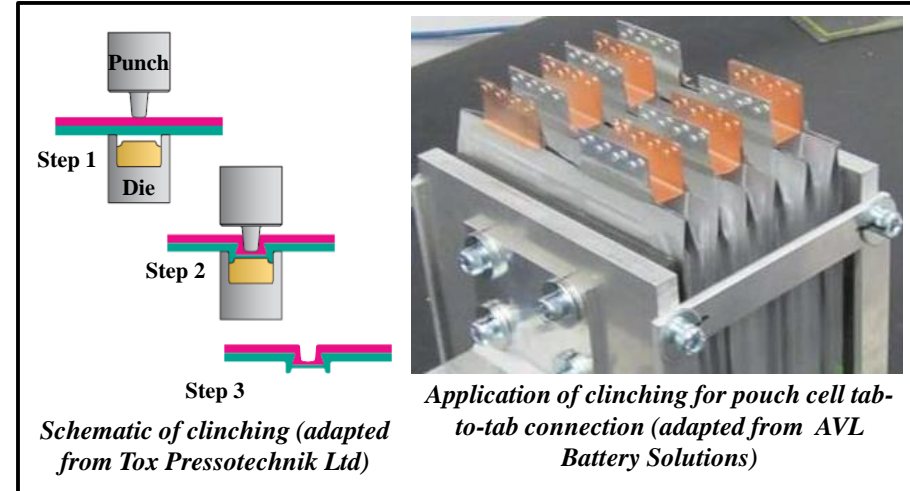 Punch
Step 1
Die
Step 2
Step 3
Schematic of clinching (adapted
from Tox Pressotechnik Ltd)
Application of clinching for pouch cell tab-
to-tab connection (adapted from AVL
Battery Solutions)